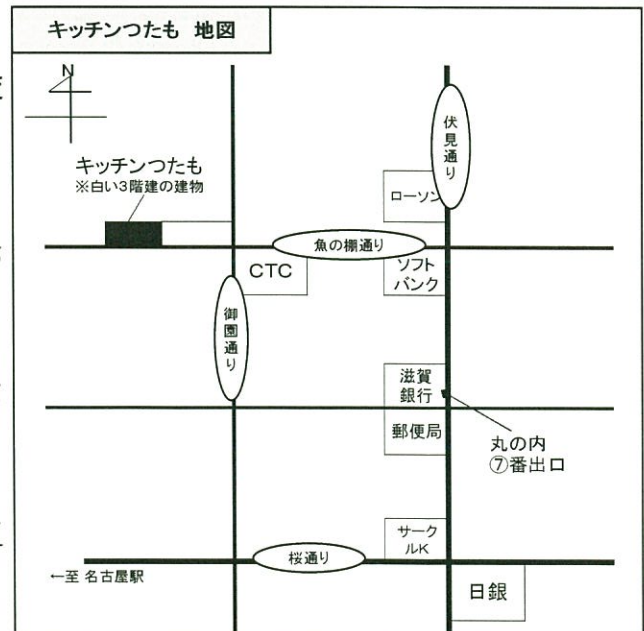 キッチンつたも 地図
N
キッチンつたも
※白い3階建の建物
伏見通り
ローソン
魚の棚通り
CTC
ソフト
バンク
御園通り
滋賀
銀行
郵便局
丸の内
⑦番出口
サーク
ルK
桜通り
←至 名古屋駅
日銀